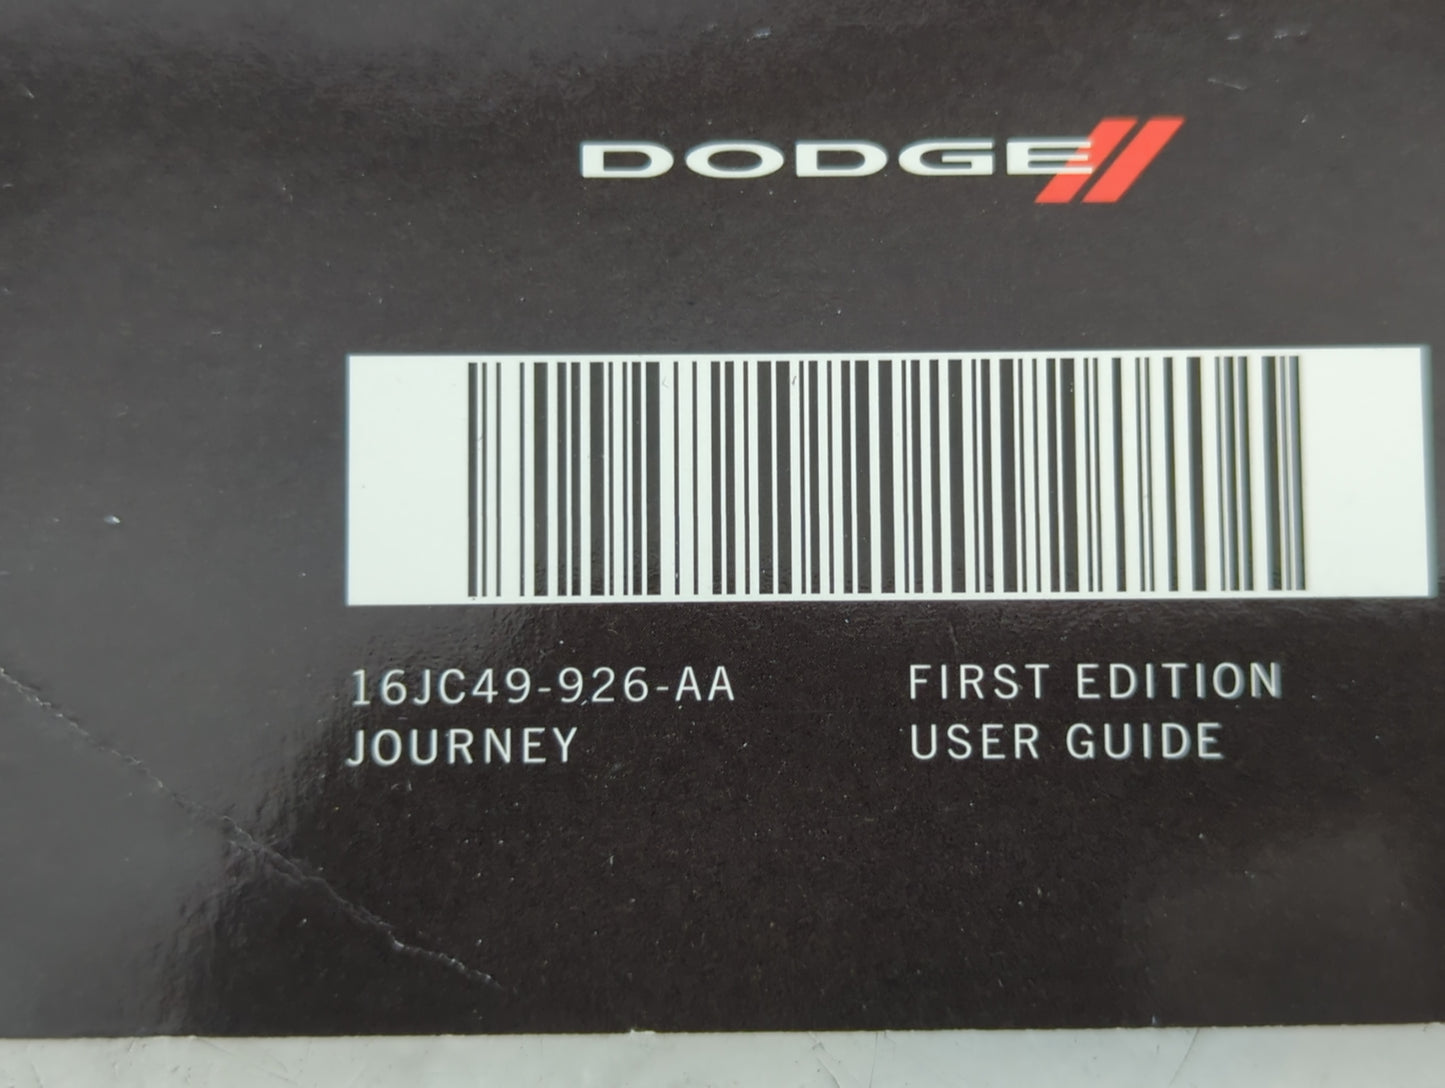 DODGE
16JC49-926-AA
JOURNEY
FIRST EDITION
USER GUIDE